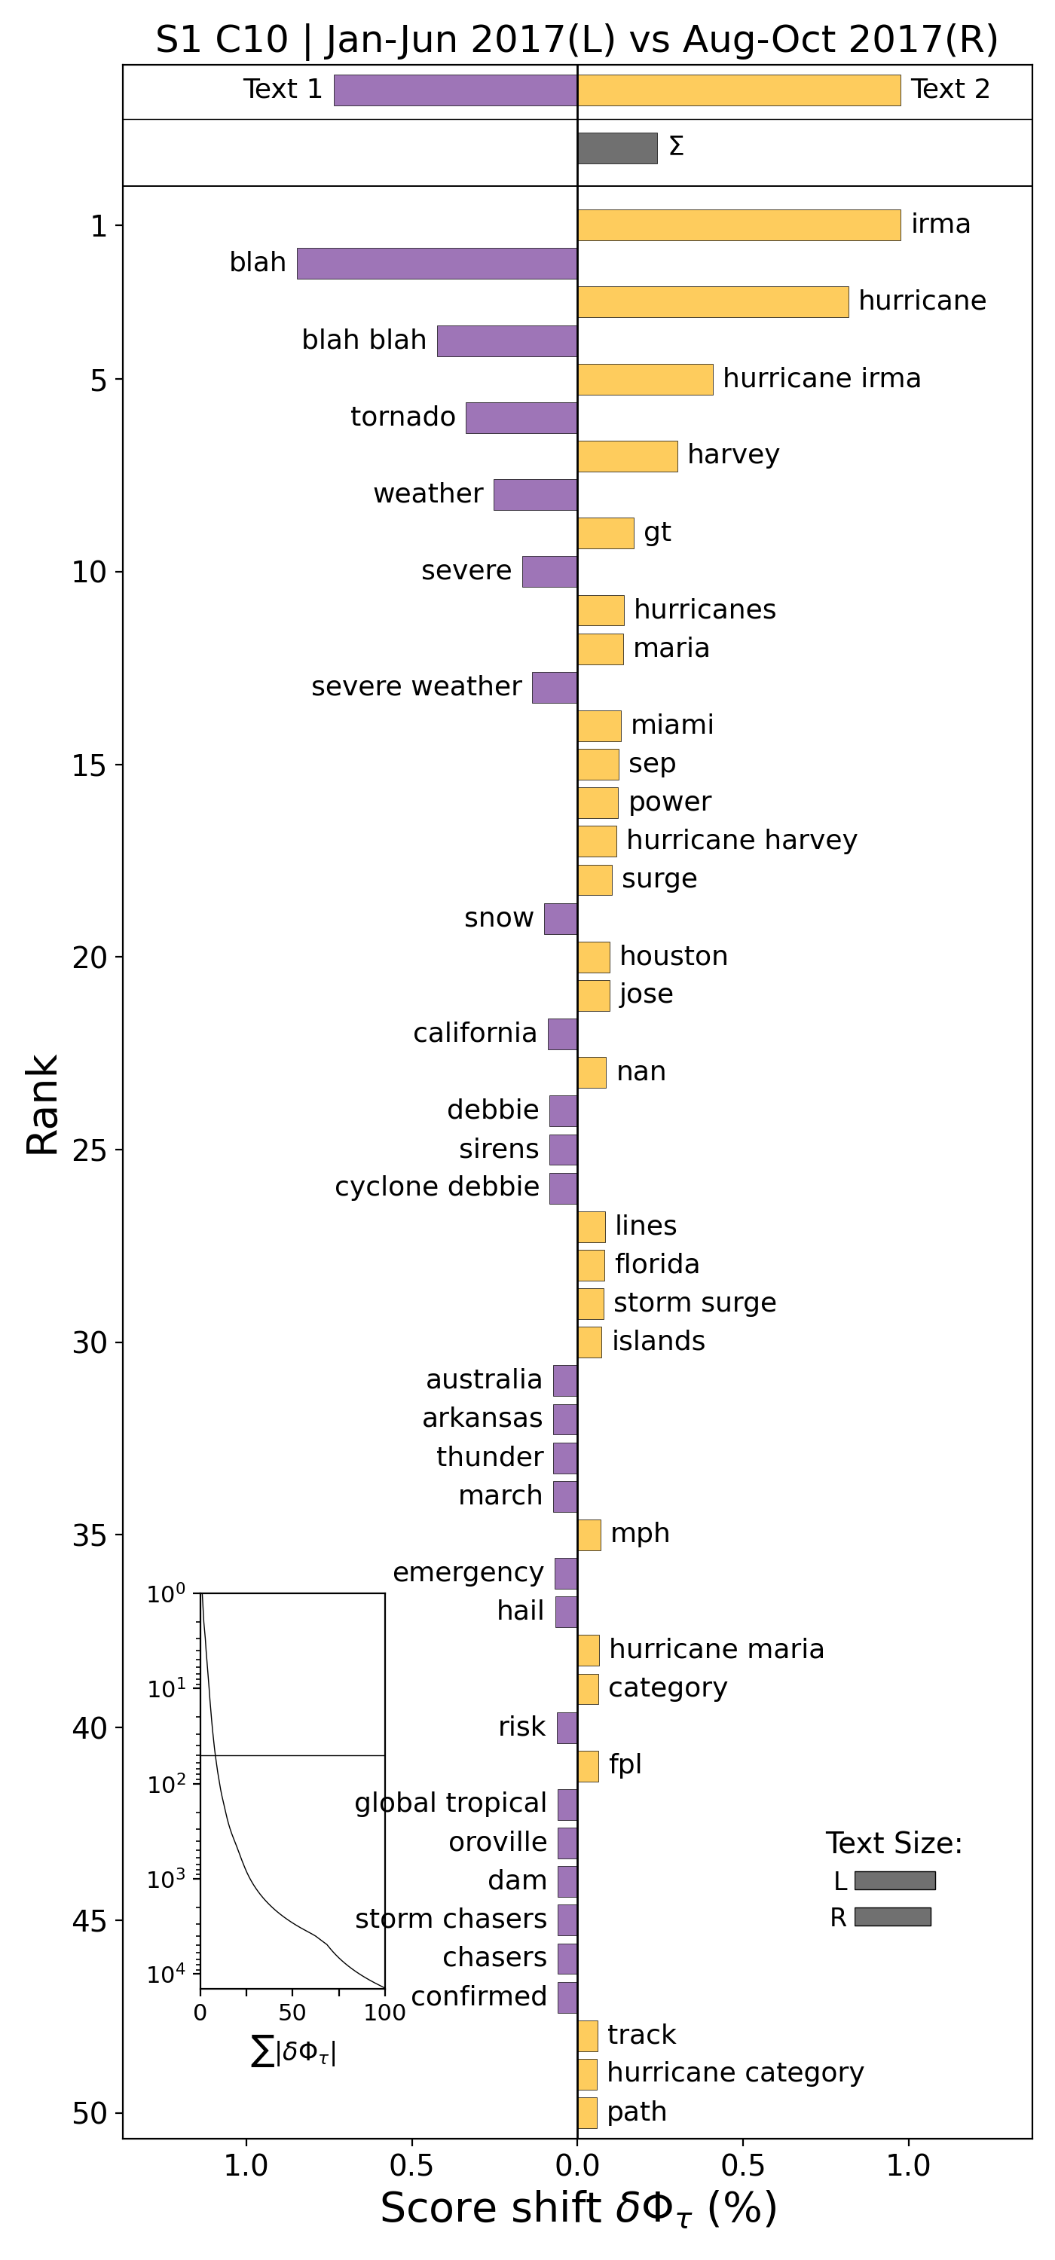 S1 C10 | Jan-Jun 2017(L) vs Aug-Oct 2017(R)
Text 1 Text 2
Σ
1 irma
blah
hurricane
blah blah
5 hurricane irma
tornado
harvey
weather
gt
10 severe
hurricanes
maria
severe weather
miami
15 sep
power
hurricane harvey
surge
snow
20 houston
jose
california
nan
debbie
25 sirens
cyclone debbie
lines
florida
storm surge
30 islands
australia
arkansas
thunder
march
35 mph
emergency
hail
hurricane maria
category
40 risk
fpl
global tropical
oroville
dam
45 storm chasers
chasers
confirmed
track
hurricane category
50 path
Rank
10⁰
10¹
10²
10³
10⁴
0 50 100
∑|δΦτ|
Text Size:
L
R
1.0 0.5 0.0 0.5 1.0
Score shift δΦτ (%)